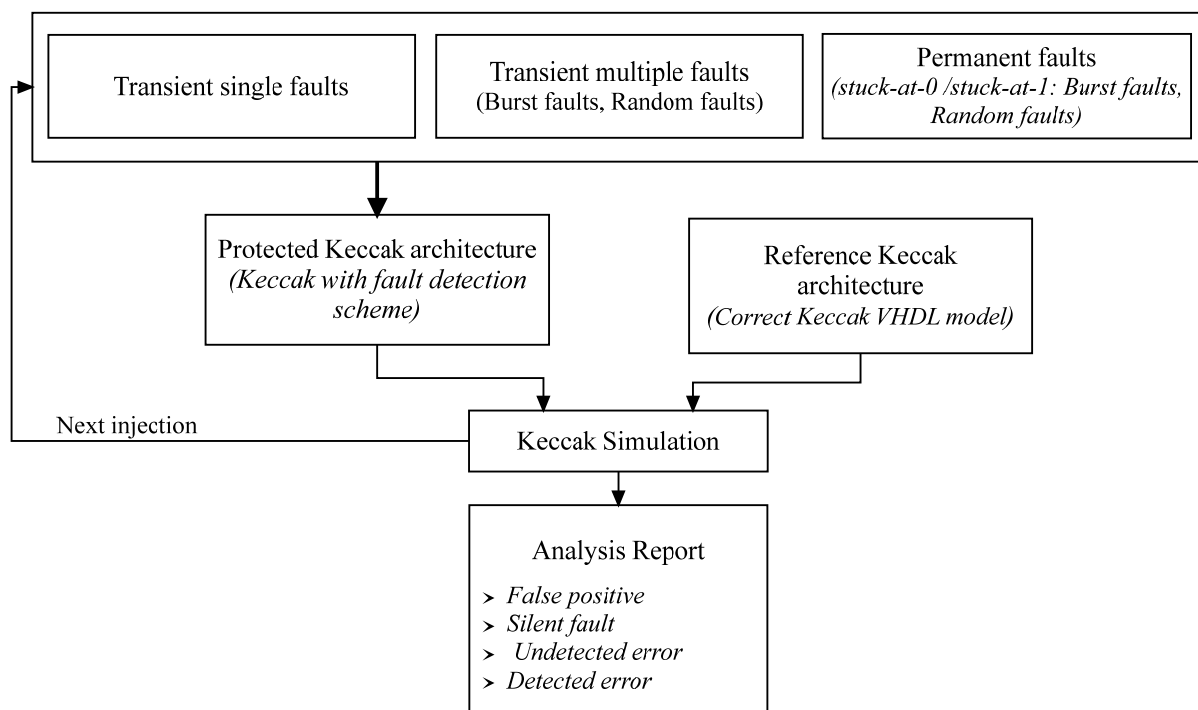 Transient single faults
Transient multiple faults
(Burst faults, Random faults)
Permanent faults
(stuck-at-0 /stuck-at-1: Burst faults,
Random faults)
Protected Keccak architecture
(Keccak with fault detection
scheme)
Reference Keccak
architecture
(Correct Keccak VHDL model)
Next injection
Keccak Simulation
Analysis Report
➢ False positive
➢ Silent fault
➢ Undetected error
➢ Detected error